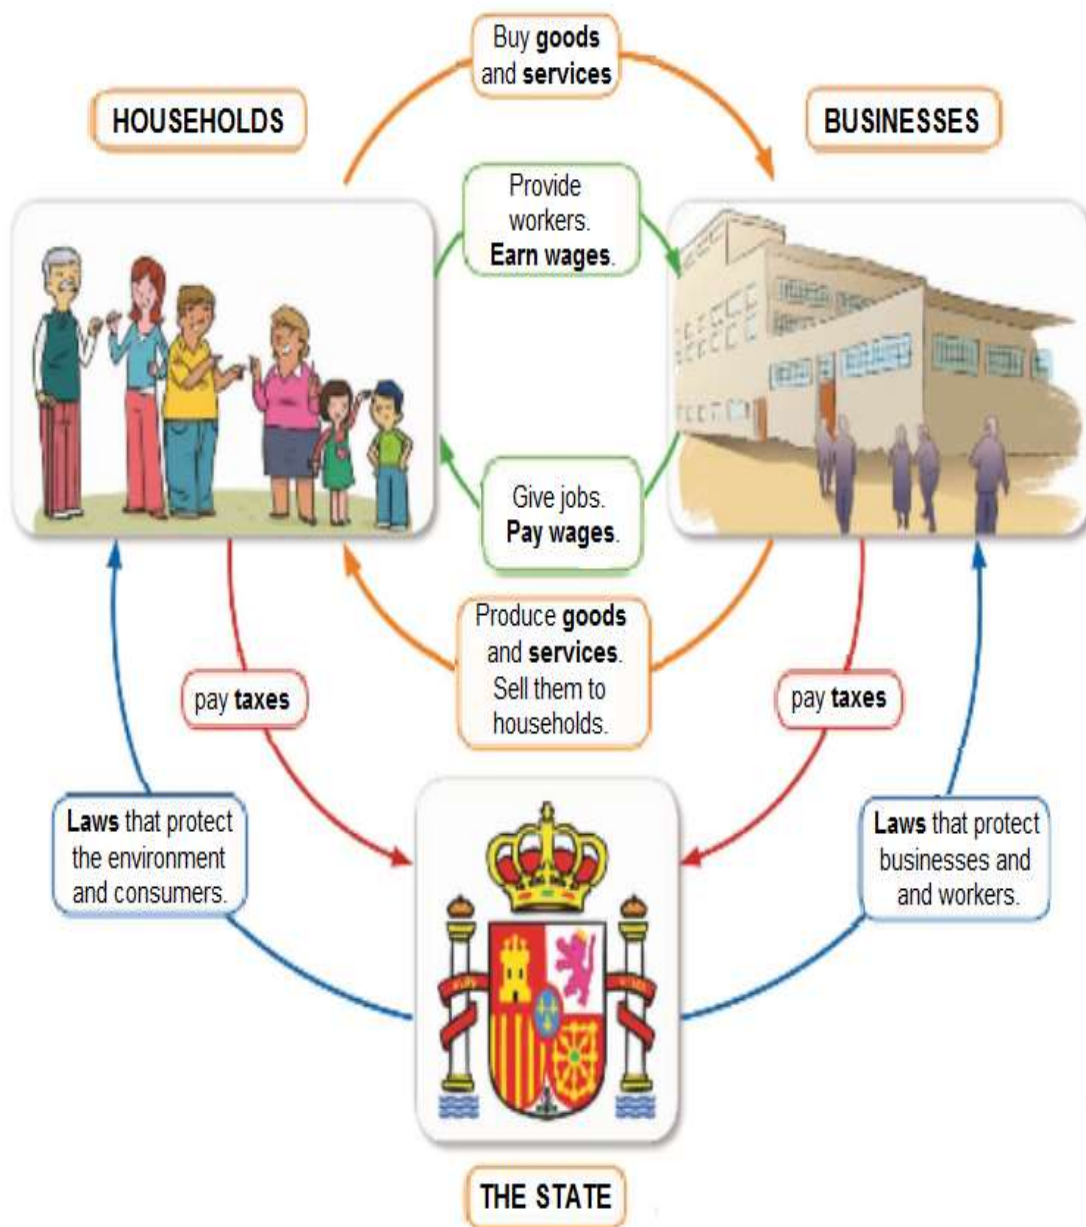 Buy goods
and services
HOUSEHOLDS
BUSINESSES
Provide
workers.
Earn wages.
Give jobs.
Pay wages.
Produce goods
and services.
Sell them to
households.
pay taxes
pay taxes
Laws that protect
the environment
and consumers.
Laws that protect
businesses and
and workers.
THE STATE